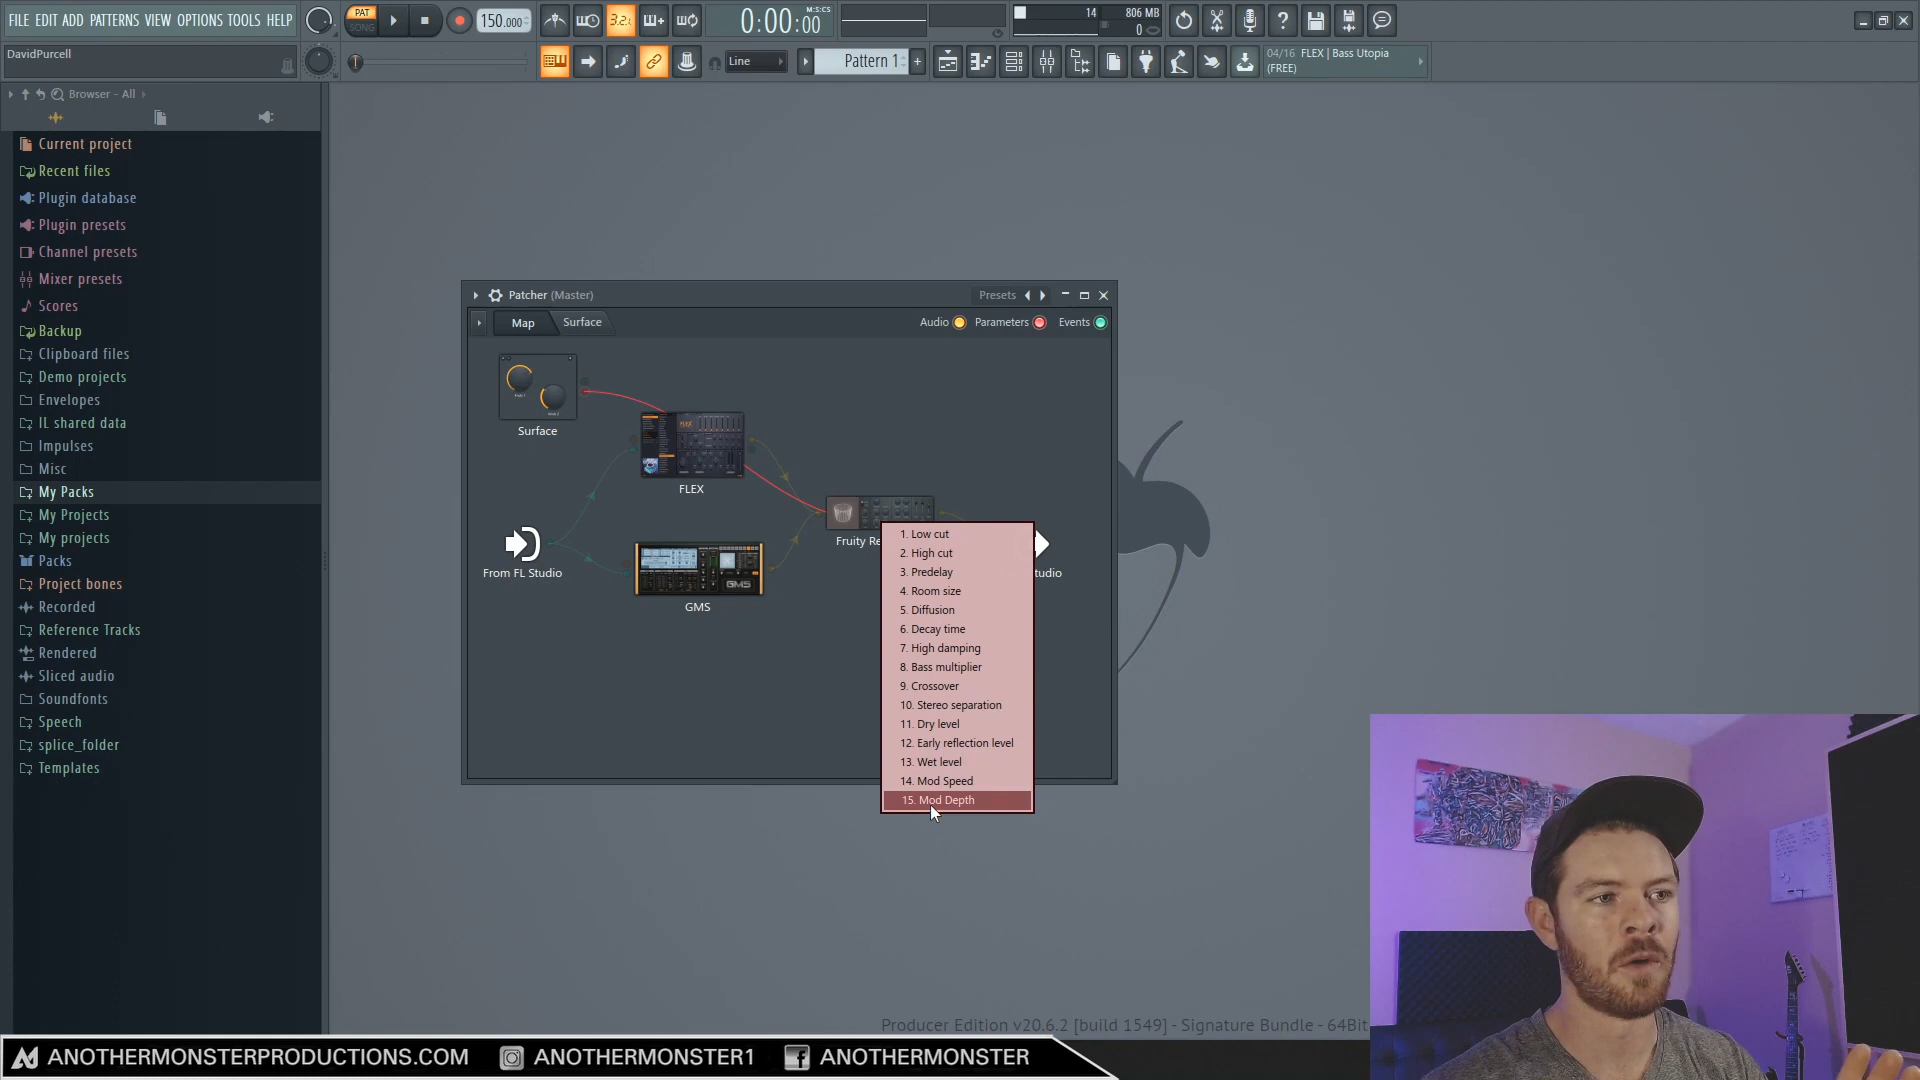 FILE EDIT ADD PATTERNS VIEW OPTIONS TOOLS HELP
PAT
SONG
150.000
3.2.
0:00:00
M:S:CS
14
806 MB
0
DavidPurcell
Line
Pattern 1
04/16 FLEX | Bass Utopia
(FREE)
Browser - All
Current project
Recent files
Plugin database
Plugin presets
Channel presets
Mixer presets
Scores
Backup
Clipboard files
Demo projects
Envelopes
IL shared data
Impulses
Misc
My Packs
My Projects
My projects
Packs
Project bones
Recorded
Reference Tracks
Rendered
Sliced audio
Soundfonts
Speech
splice_folder
Templates
Patcher (Master)
Presets
Map
Surface
Audio
Parameters
Events
Surface
FLEX
FLEX
From FL Studio
GMS
GMS
Fruity Re
tudio
1. Low cut
2. High cut
3. Predelay
4. Room size
5. Diffusion
6. Decay time
7. High damping
8. Bass multiplier
9. Crossover
10. Stereo separation
11. Dry level
12. Early reflection level
13. Wet level
14. Mod Speed
15. Mod Depth
Producer Edition v20.6.2 [build 1549] - Signature Bundle - 64Bit
ANOTHERMONSTERPRODUCTIONS.COM
ANOTHERMONSTER1
ANOTHERMONSTER